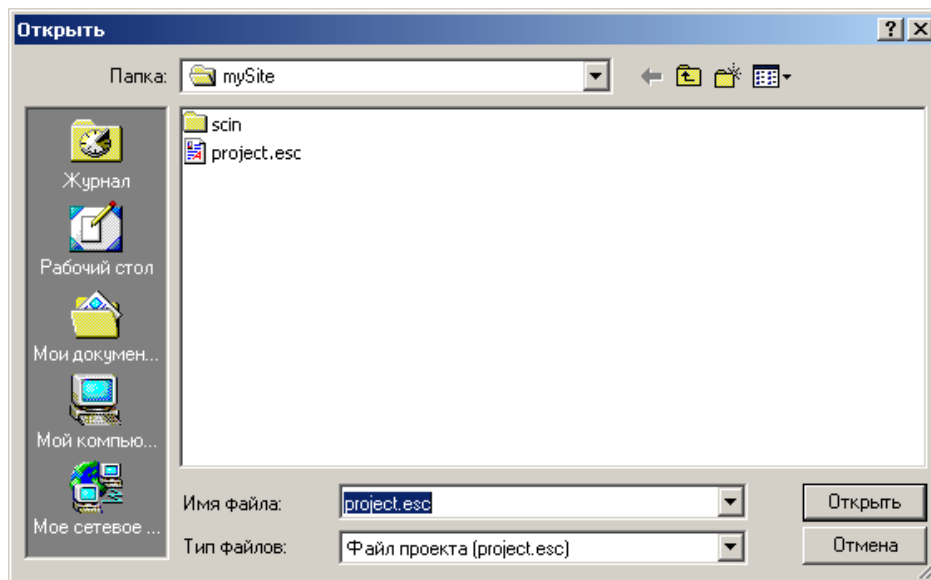 Открыть
Папка: mySite
scin
project.esc
Журнал
Рабочий стол
Мои докумен...
Мой компью...
Мое сетевое ...
Имя файла: project.esc Открыть
Тип файлов: Файл проекта (project.esc) Отмена